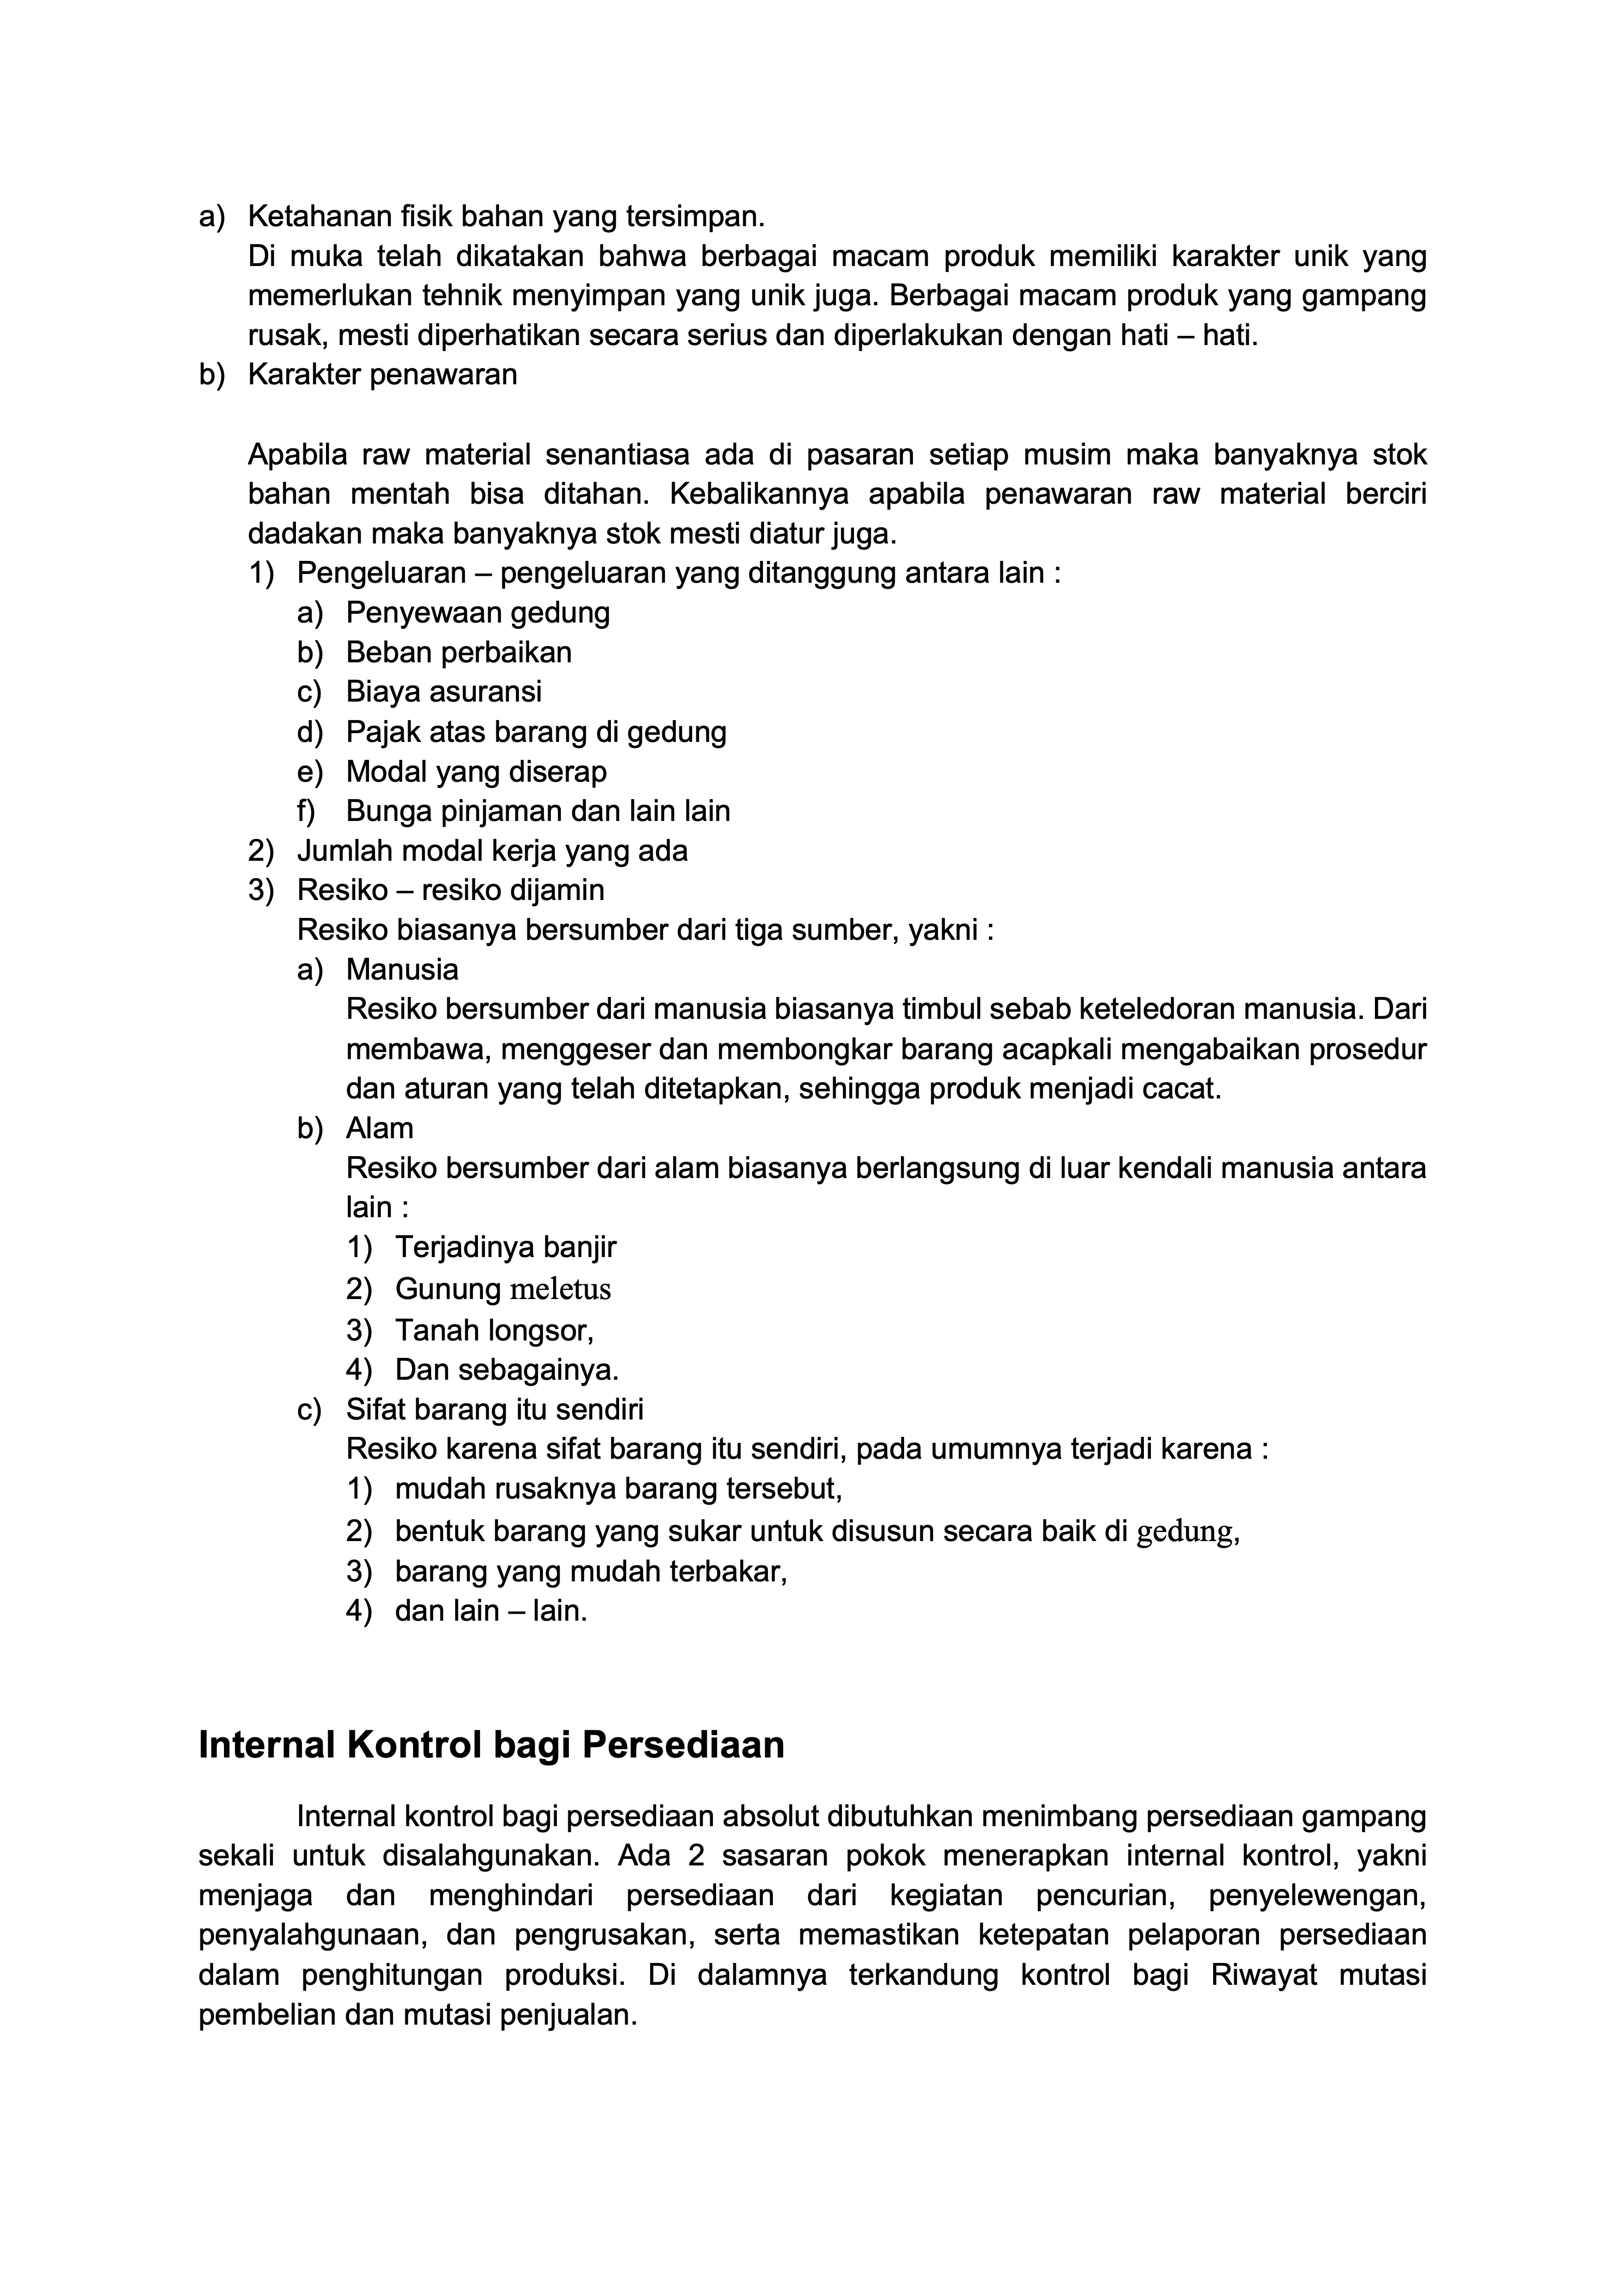 a) Ketahanan fisik bahan yang tersimpan.
Di muka telah dikatakan bahwa berbagai macam produk memiliki karakter unik yang
memerlukan tehnik menyimpan yang unik juga. Berbagai macam produk yang gampang
rusak, mesti diperhatikan secara serius dan diperlakukan dengan hati – hati.
b) Karakter penawaran
Apabila raw material senantiasa ada di pasaran setiap musim maka banyaknya stok
bahan mentah bisa ditahan. Kebalikannya apabila penawaran raw material berciri
dadakan maka banyaknya stok mesti diatur juga.
1) Pengeluaran – pengeluaran yang ditanggung antara lain :
a) Penyewaan gedung
b) Beban perbaikan
c) Biaya asuransi
d) Pajak atas barang di gedung
e) Modal yang diserap
f) Bunga pinjaman dan lain lain
2) Jumlah modal kerja yang ada
3) Resiko – resiko dijamin
Resiko biasanya bersumber dari tiga sumber, yakni :
a) Manusia
Resiko bersumber dari manusia biasanya timbul sebab keteledoran manusia. Dari
membawa, menggeser dan membongkar barang acapkali mengabaikan prosedur
dan aturan yang telah ditetapkan, sehingga produk menjadi cacat.
b) Alam
Resiko bersumber dari alam biasanya berlangsung di luar kendali manusia antara
lain :
1) Terjadinya banjir
2) Gunung meletus
3) Tanah longsor,
4) Dan sebagainya.
c) Sifat barang itu sendiri
Resiko karena sifat barang itu sendiri, pada umumnya terjadi karena :
1) mudah rusaknya barang tersebut,
2) bentuk barang yang sukar untuk disusun secara baik di gedung,
3) barang yang mudah terbakar,
4) dan lain – lain.
Internal Kontrol bagi Persediaan
Internal kontrol bagi persediaan absolut dibutuhkan menimbang persediaan gampang
sekali untuk disalahgunakan. Ada 2 sasaran pokok menerapkan internal kontrol, yakni
menjaga dan menghindari persediaan dari kegiatan pencurian, penyelewengan,
penyalahgunaan, dan pengrusakan, serta memastikan ketepatan pelaporan persediaan
dalam penghitungan produksi. Di dalamnya terkandung kontrol bagi Riwayat mutasi
pembelian dan mutasi penjualan.